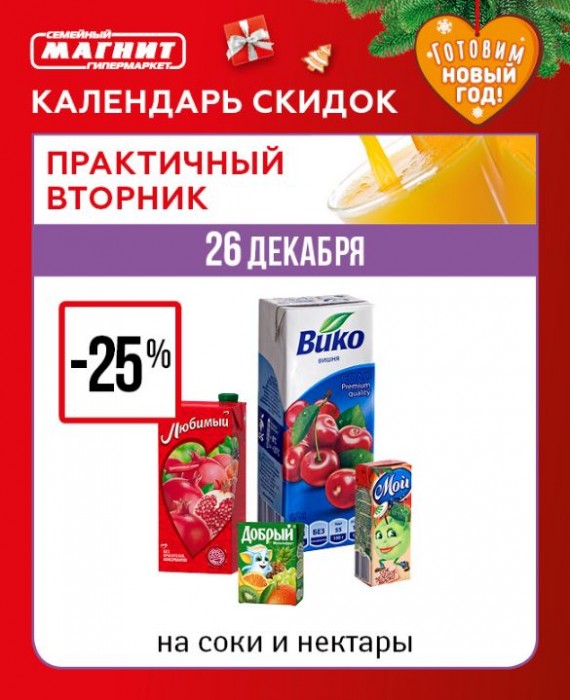 СЕМЕЙНЫЙ
МАГНИТ
ГИПЕРМАРКЕТ
ГОТОВИМ
НОВЫЙ
ГОД!
КАЛЕНДАРЬ СКИДОК
ПРАКТИЧНЫЙ
ВТОРНИК
26 ДЕКАБРЯ
-25%
Вико
вишня
Premium
quality
БЕЗ
Любимый
Мой
Добрый
на соки и нектары